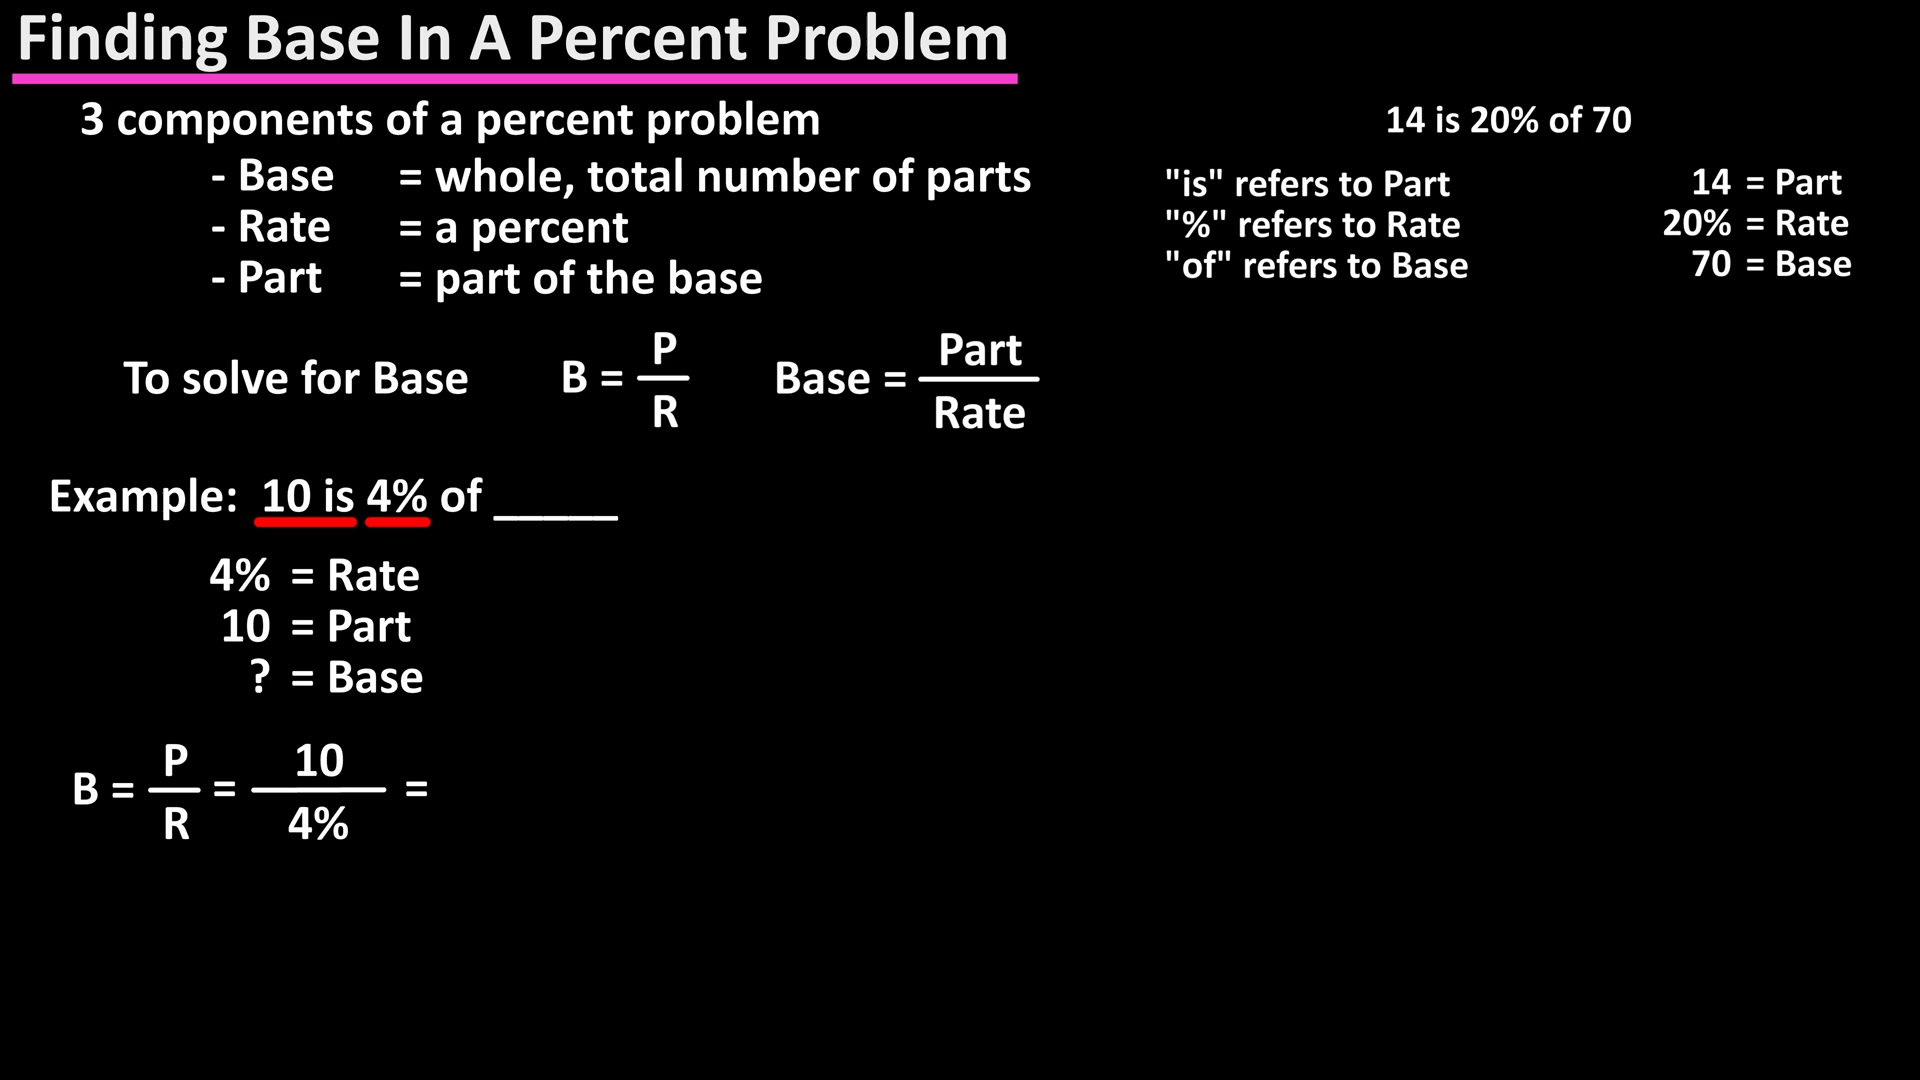 Finding Base In A Percent Problem
3 components of a percent problem
- Base = whole, total number of parts
- Rate = a percent
- Part = part of the base
14 is 20% of 70
"is" refers to Part 14 = Part
"%" refers to Rate 20% = Rate
"of" refers to Base 70 = Base
To solve for Base B = P/R Base = Part/Rate
Example: 10 is 4% of _____
4% = Rate
10 = Part
? = Base
B = P/R = 10/4% =